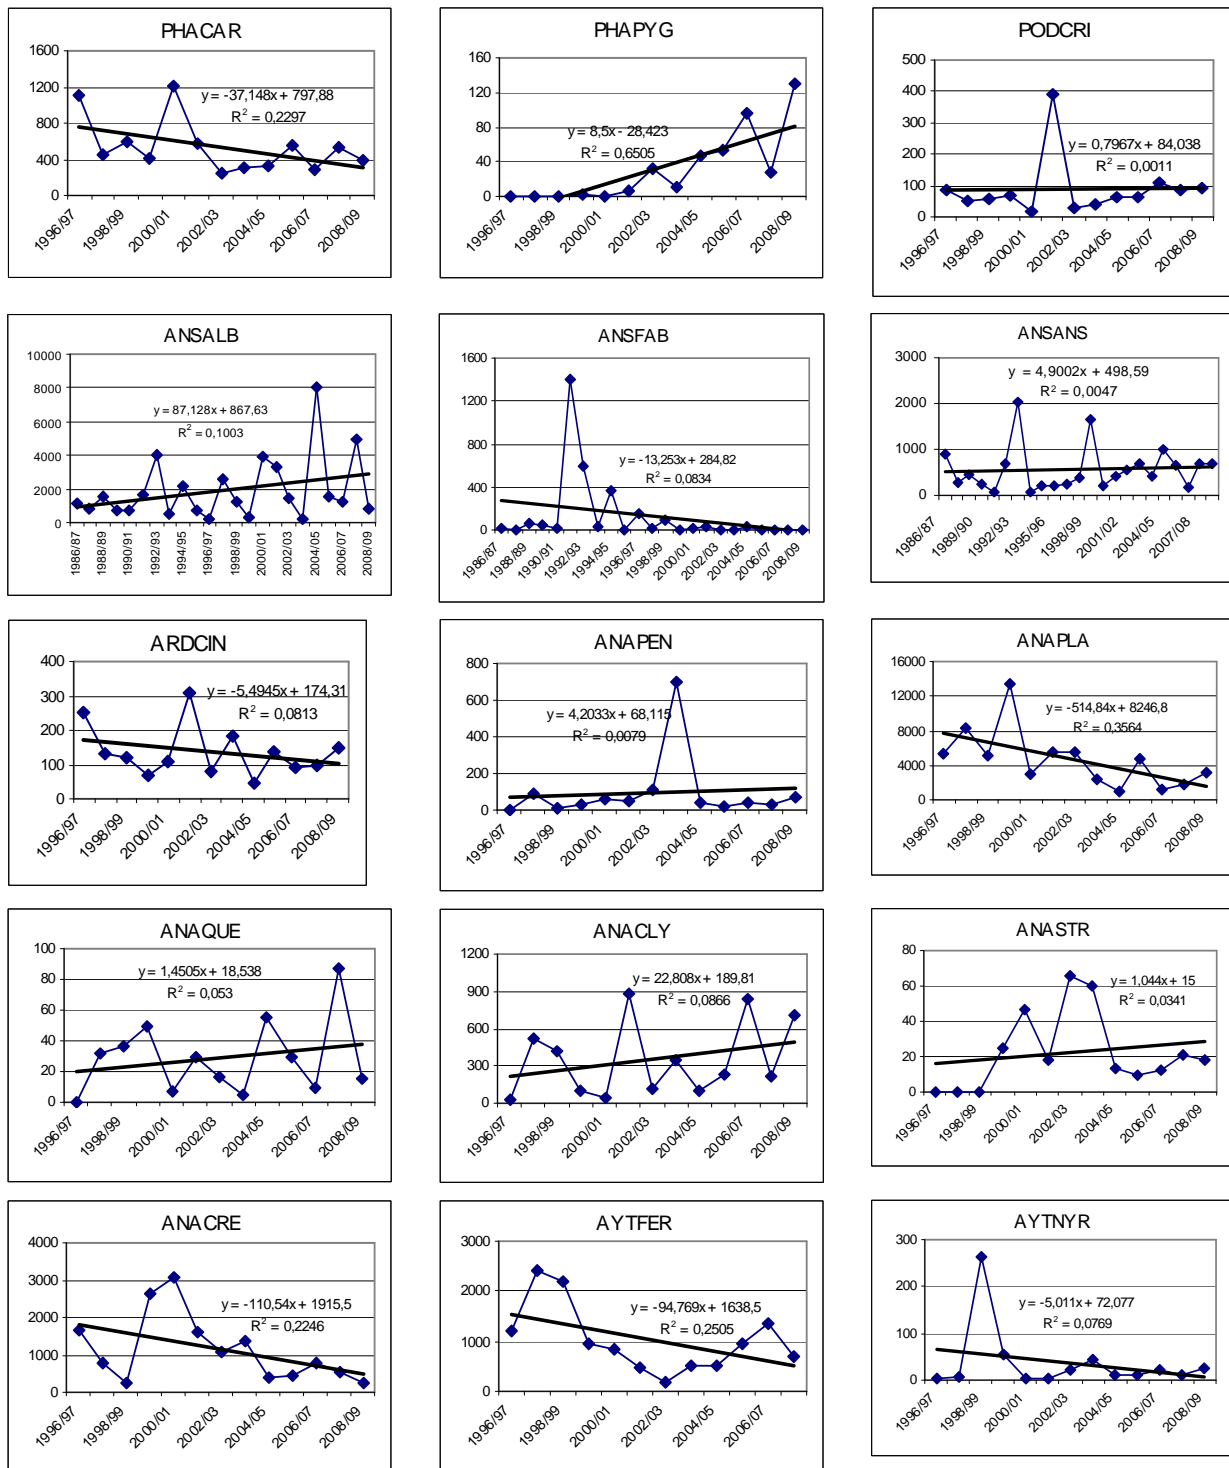 PHACAR
1600
1200
800
400
0
y = -37,148x + 797,88
R² = 0,2297
1996/97 1998/99 2000/01 2002/03 2004/05 2006/07 2008/09
PHAPYG
160
120
80
40
0
y = 8,5x - 28,423
R² = 0,6505
1996/97 1998/99 2000/01 2002/03 2004/05 2006/07 2008/09
PODCRI
500
400
300
200
100
0
y = 0,7967x + 84,038
R² = 0,0011
1996/97 1998/99 2000/01 2002/03 2004/05 2006/07 2008/09
ANSALB
10000
8000
6000
4000
2000
0
y = 87,128x + 867,63
R² = 0,1003
1986/87 1988/89 1990/91 1992/93 1994/95 1996/97 1998/99 2000/01 2002/03 2004/05 2006/07 2008/09
ANSFAB
1600
1200
800
400
0
y = -13,253x + 284,82
R² = 0,0834
1986/87 1988/89 1990/91 1992/93 1994/95 1996/97 1998/99 2000/01 2002/03 2004/05 2006/07 2008/09
ANSANS
3000
2000
1000
0
y = 4,9002x + 498,59
R² = 0,0047
1986/87 1989/90 1992/93 1995/96 1998/99 2001/02 2004/05 2007/08
ARDCIN
400
300
200
100
0
y = -5,4945x + 174,31
R² = 0,0813
1996/97 1998/99 2000/01 2002/03 2004/05 2006/07 2008/09
ANAPEN
800
600
400
200
0
y = 4,2033x + 68,115
R² = 0,0079
1996/97 1998/99 2000/01 2002/03 2004/05 2006/07 2008/09
ANAPLA
16000
12000
8000
4000
0
y = -514,84x + 8246,8
R² = 0,3564
1996/97 1998/99 2000/01 2002/03 2004/05 2006/07 2008/09
ANAQUE
100
80
60
40
20
0
y = 1,4505x + 18,538
R² = 0,053
1996/97 1998/99 2000/01 2002/03 2004/05 2006/07 2008/09
ANACLY
1200
900
600
300
0
y = 22,808x + 189,81
R² = 0,0866
1996/97 1998/99 2000/01 2002/03 2004/05 2006/07 2008/09
ANASTR
80
60
40
20
0
y = 1,044x + 15
R² = 0,0341
1996/97 1998/99 2000/01 2002/03 2004/05 2006/07 2008/09
ANACRE
4000
3000
2000
1000
0
y = -110,54x + 1915,5
R² = 0,2246
1996/97 1998/99 2000/01 2002/03 2004/05 2006/07 2008/09
AYTFER
3000
2000
1000
0
y = -94,769x + 1638,5
R² = 0,2505
1996/97 1998/99 2000/01 2002/03 2004/05 2006/07
AYTNYR
300
200
100
0
y = -5,011x + 72,077
R² = 0,0769
1996/97 1998/99 2000/01 2002/03 2004/05 2006/07 2008/09